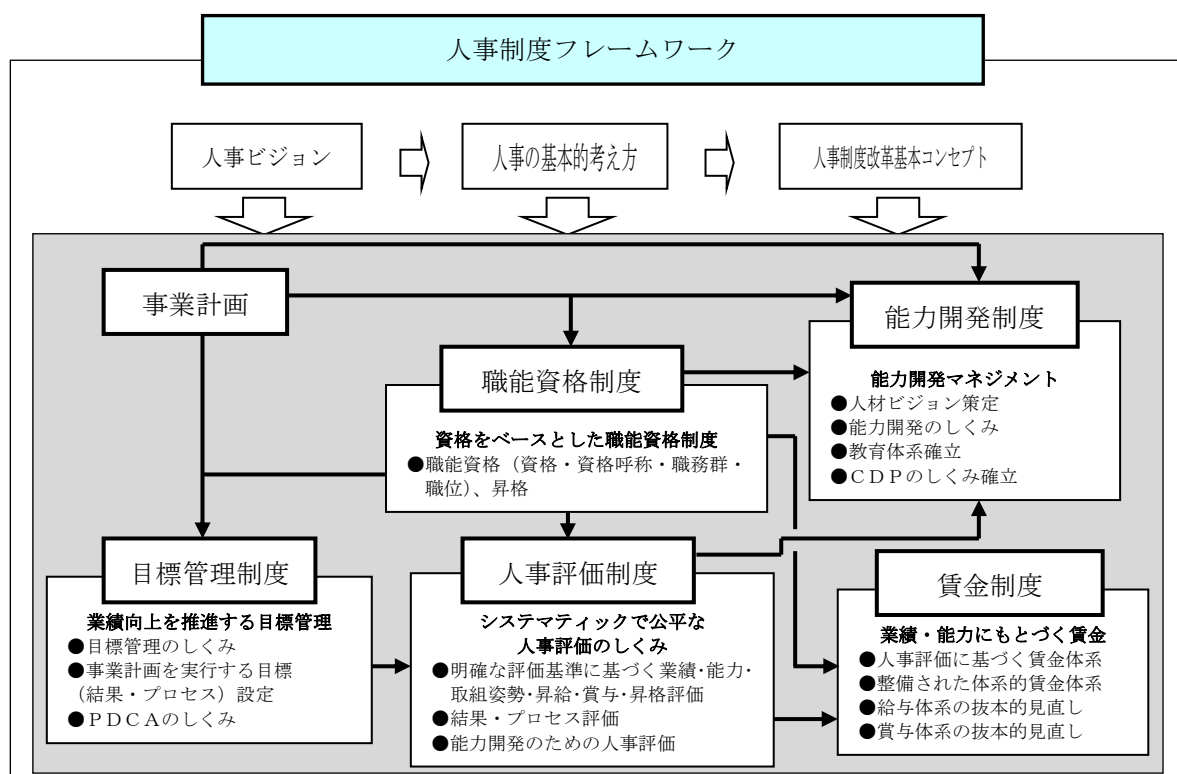 人事制度フレームワーク
人事ビジョン
人事の基本的考え方
人事制度改革基本コンセプト
事業計画
能力開発制度
能力開発マネジメント
●人材ビジョン策定
●能力開発のしくみ
●教育体系確立
●ＣＤＰのしくみ確立
職能資格制度
資格をベースとした職能資格制度
●職能資格（資格・資格呼称・職務群・
職位）、昇格
目標管理制度
業績向上を推進する目標管理
●目標管理のしくみ
●事業計画を実行する目標
（結果・プロセス）設定
●ＰＤＣＡのしくみ
人事評価制度
システマティックで公平な
人事評価のしくみ
●明確な評価基準に基づく業績･能力･
取組姿勢･昇給･賞与･昇格評価
●結果・プロセス評価
●能力開発のための人事評価
賃金制度
業績・能力にもとづく賃金
●人事評価に基づく賃金体系
●整備された体系的賃金体系
●給与体系の抜本的見直し
●賞与体系の抜本的見直し